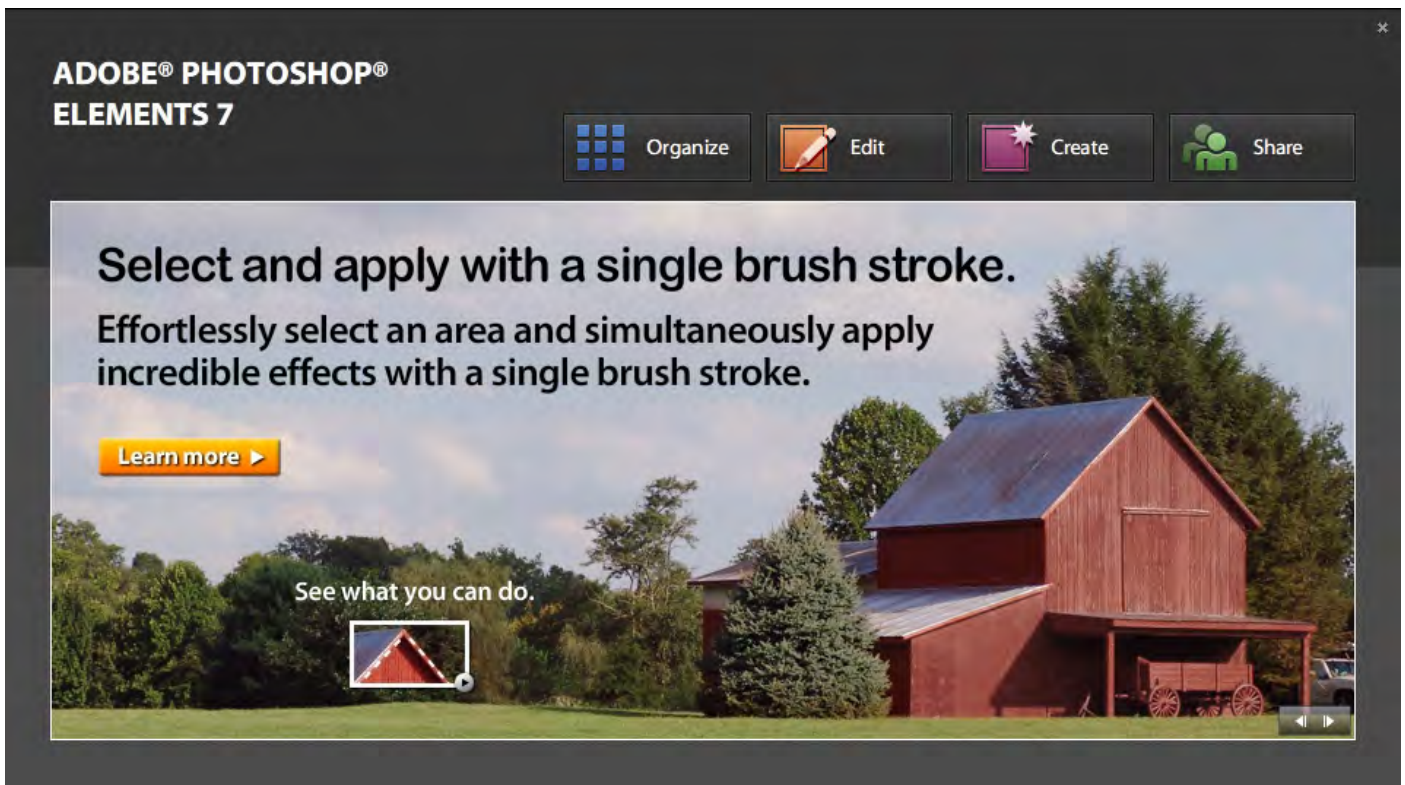 ADOBE® PHOTOSHOP®
ELEMENTS 7
Organize
Edit
Create
Share
Select and apply with a single brush stroke.
Effortlessly select an area and simultaneously apply
incredible effects with a single brush stroke.
Learn more
See what you can do.